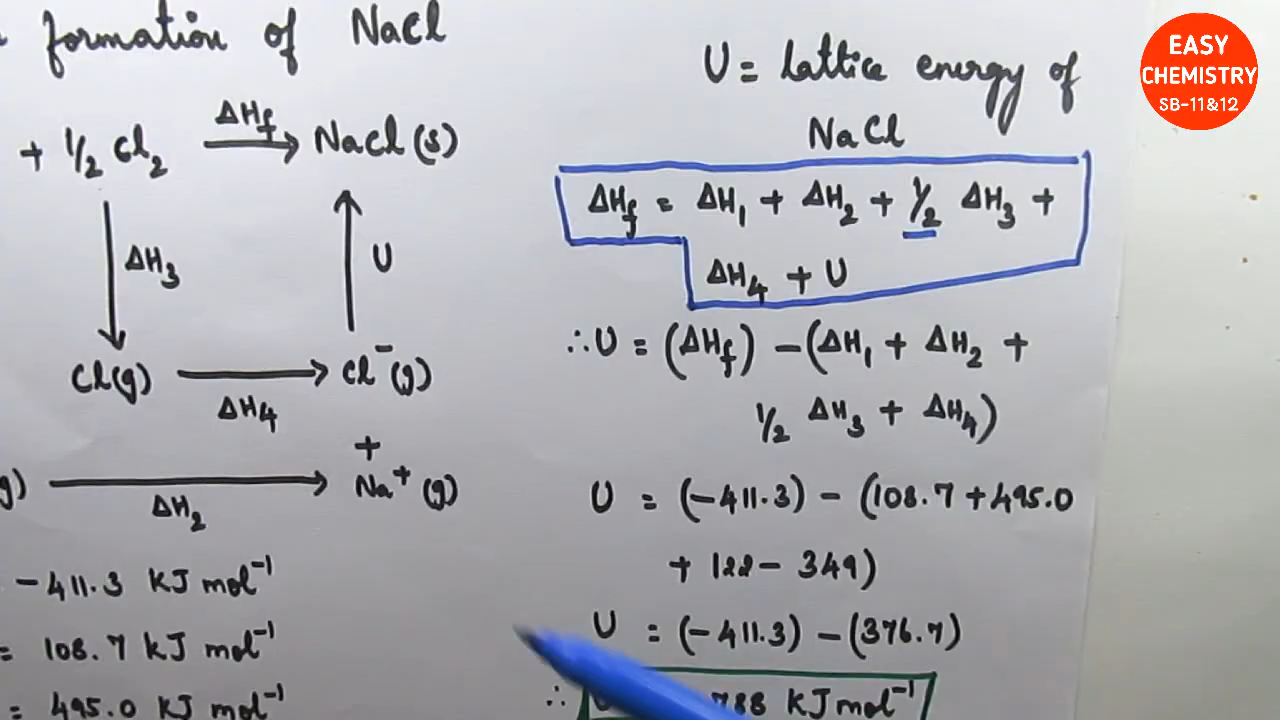 formation of NaCl
+ 1/2 Cl₂ ΔHf NaCl(s)
ΔH₃
U
Cl(g) Cl⁻(g)
ΔH₄
+
g) Na⁺(g)
ΔH₂
-411.3 KJ mol⁻¹
= 108.7 KJ mol⁻¹
= 495.0 KJ mol⁻¹
U = lattice energy of
NaCl
ΔHf = ΔH₁ + ΔH₂ + 1/2 ΔH₃ +
ΔH₄ + U
∴U = (ΔHf) - (ΔH₁ + ΔH₂ +
1/2 ΔH₃ + ΔH₄)
U = (-411.3) - (108.7 + 495.0
+ 122 - 349)
U = (-411.3) - (376.7)
∴ 788 KJ mol⁻¹
EASY
CHEMISTRY
SB-11&12